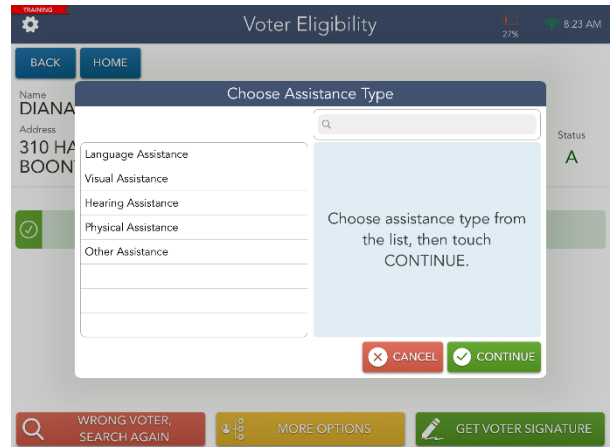 TRAINING
Voter Eligibility
27%
8:23 AM
BACK
HOME
Choose Assistance Type
Name
DIANA
Address
310 HA
BOON
Status
A
Language Assistance
Visual Assistance
Hearing Assistance
Physical Assistance
Other Assistance
Choose assistance type from
the list, then touch
CONTINUE.
CANCEL
CONTINUE
WRONG VOTER,
SEARCH AGAIN
MORE OPTIONS
GET VOTER SIGNATURE